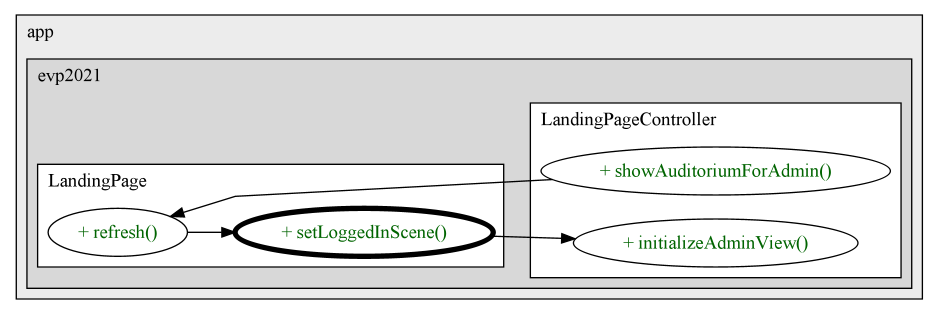 app
evp2021
LandingPageController
+ showAuditoriumForAdmin()
LandingPage
+ refresh()
+ setLoggedInScene()
+ initializeAdminView()